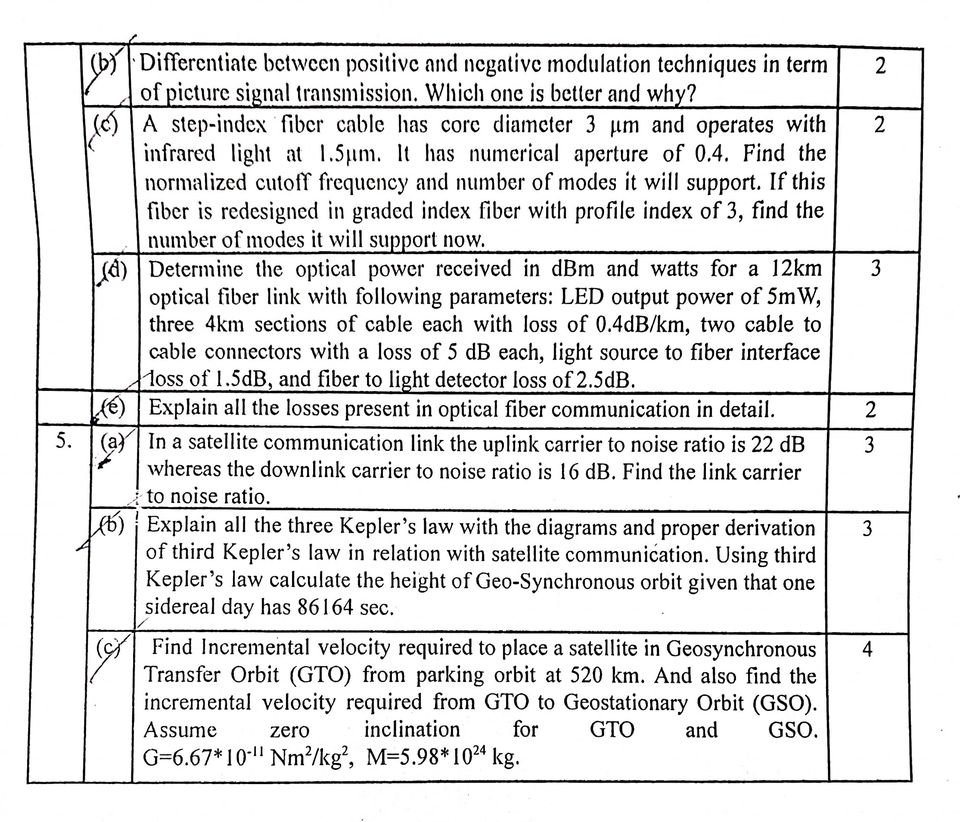 (b) Differentiate between positive and negative modulation techniques in term 2
of picture signal transmission. Which one is better and why?
(c) A step-index fiber cable has core diameter 3 μm and operates with 2
infrared light at 1.5μm. It has numerical aperture of 0.4. Find the
normalized cutoff frequency and number of modes it will support. If this
fiber is redesigned in graded index fiber with profile index of 3, find the
number of modes it will support now.
(d) Determine the optical power received in dBm and watts for a 12km 3
optical fiber link with following parameters: LED output power of 5mW,
three 4km sections of cable each with loss of 0.4dB/km, two cable to
cable connectors with a loss of 5 dB each, light source to fiber interface
loss of 1.5dB, and fiber to light detector loss of 2.5dB.
(e) Explain all the losses present in optical fiber communication in detail. 2
5. (a) In a satellite communication link the uplink carrier to noise ratio is 22 dB 3
whereas the downlink carrier to noise ratio is 16 dB. Find the link carrier
to noise ratio.
(b) Explain all the three Kepler's law with the diagrams and proper derivation 3
of third Kepler's law in relation with satellite communication. Using third
Kepler's law calculate the height of Geo-Synchronous orbit given that one
sidereal day has 86164 sec.
(c) Find Incremental velocity required to place a satellite in Geosynchronous 4
Transfer Orbit (GTO) from parking orbit at 520 km. And also find the
incremental velocity required from GTO to Geostationary Orbit (GSO).
Assume zero inclination for GTO and GSO.
G=6.67*10⁻¹¹ Nm²/kg², M=5.98*10²⁴ kg.